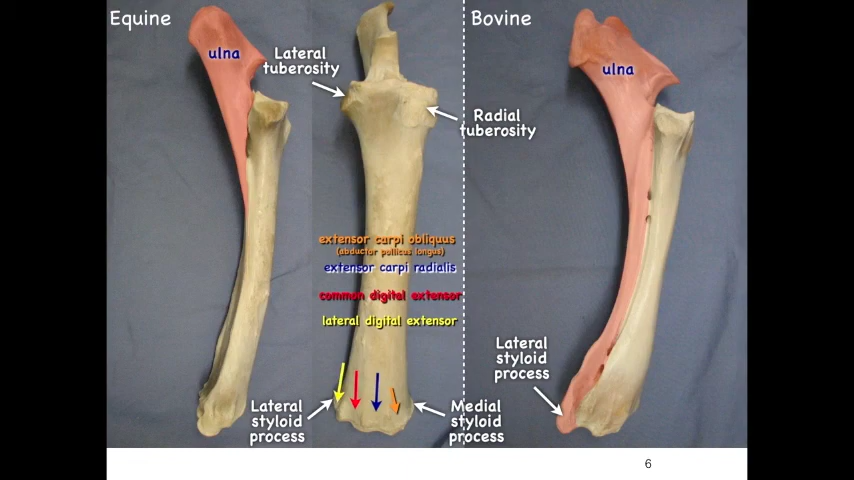 Equine
Bovine
ulna
Lateral
tuberosity
ulna
Radial
tuberosity
extensor carpi obliquus
(abductor pollicus longus)
extensor carpi radialis
common digital extensor
lateral digital extensor
Lateral
styloid
process
Lateral
styloid
process
Medial
styloid
process
6